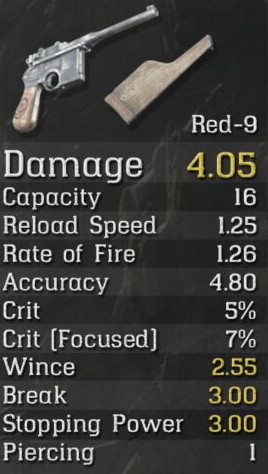 Red-9
Damage 4.05
Capacity 16
Reload Speed 1.25
Rate of Fire 1.26
Accuracy 4.80
Crit 5%
Crit (Focused) 7%
Wince 2.55
Break 3.00
Stopping Power 3.00
Piercing 1